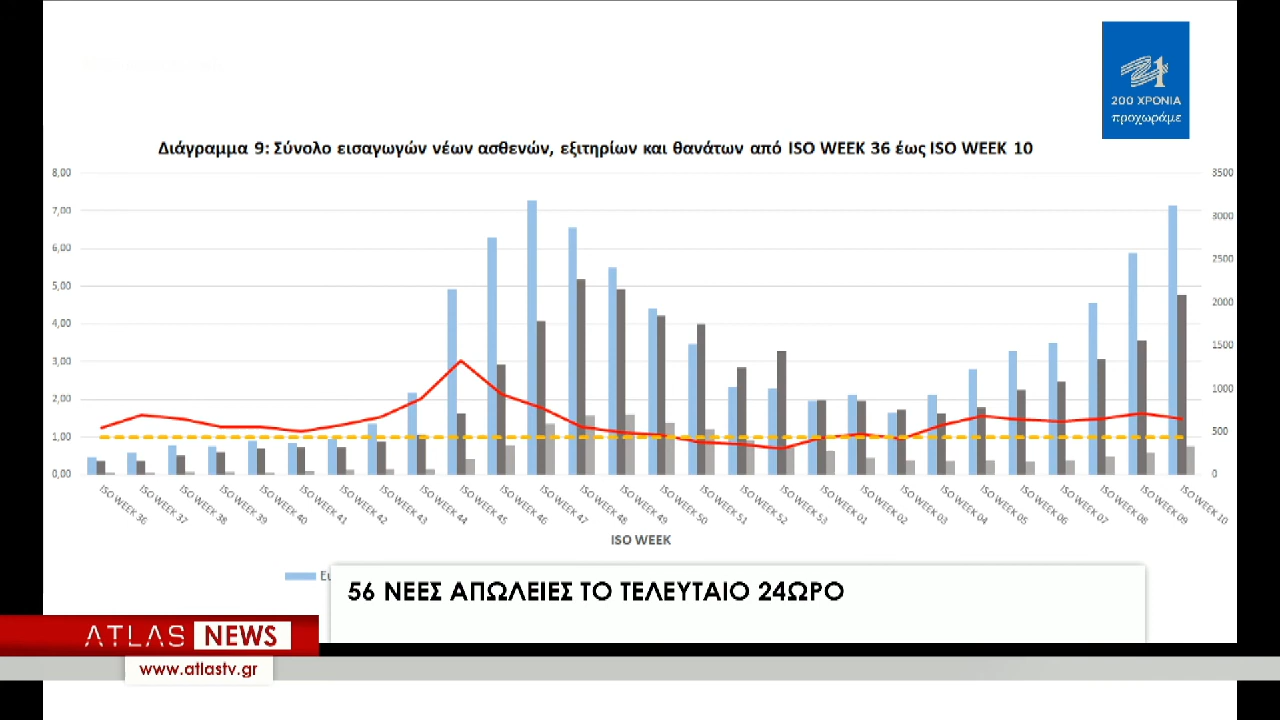 200 ΧΡΟΝΙΑ
προχωράμε
Διάγραμμα 9: Σύνολο εισαγωγών νέων ασθενών, εξιτηρίων και θανάτων από ISO WEEK 36 έως ISO WEEK 10
8,00
7,00
6,00
5,00
4,00
3,00
2,00
1,00
0,00
3500
3000
2500
2000
1500
1000
500
0
ISO WEEK 36
ISO WEEK 37
ISO WEEK 38
ISO WEEK 39
ISO WEEK 40
ISO WEEK 41
ISO WEEK 42
ISO WEEK 43
ISO WEEK 44
ISO WEEK 45
ISO WEEK 46
ISO WEEK 47
ISO WEEK 48
ISO WEEK 49
ISO WEEK 50
ISO WEEK 51
ISO WEEK 52
ISO WEEK 53
ISO WEEK 01
ISO WEEK 02
ISO WEEK 03
ISO WEEK 04
ISO WEEK 05
ISO WEEK 06
ISO WEEK 07
ISO WEEK 08
ISO WEEK 09
ISO WEEK 10
ISO WEEK
56 ΝΕΕΣ ΑΠΩΛΕΙΕΣ ΤΟ ΤΕΛΕΥΤΑΙΟ 24ΩΡΟ
ATLAS NEWS
www.atlastv.gr